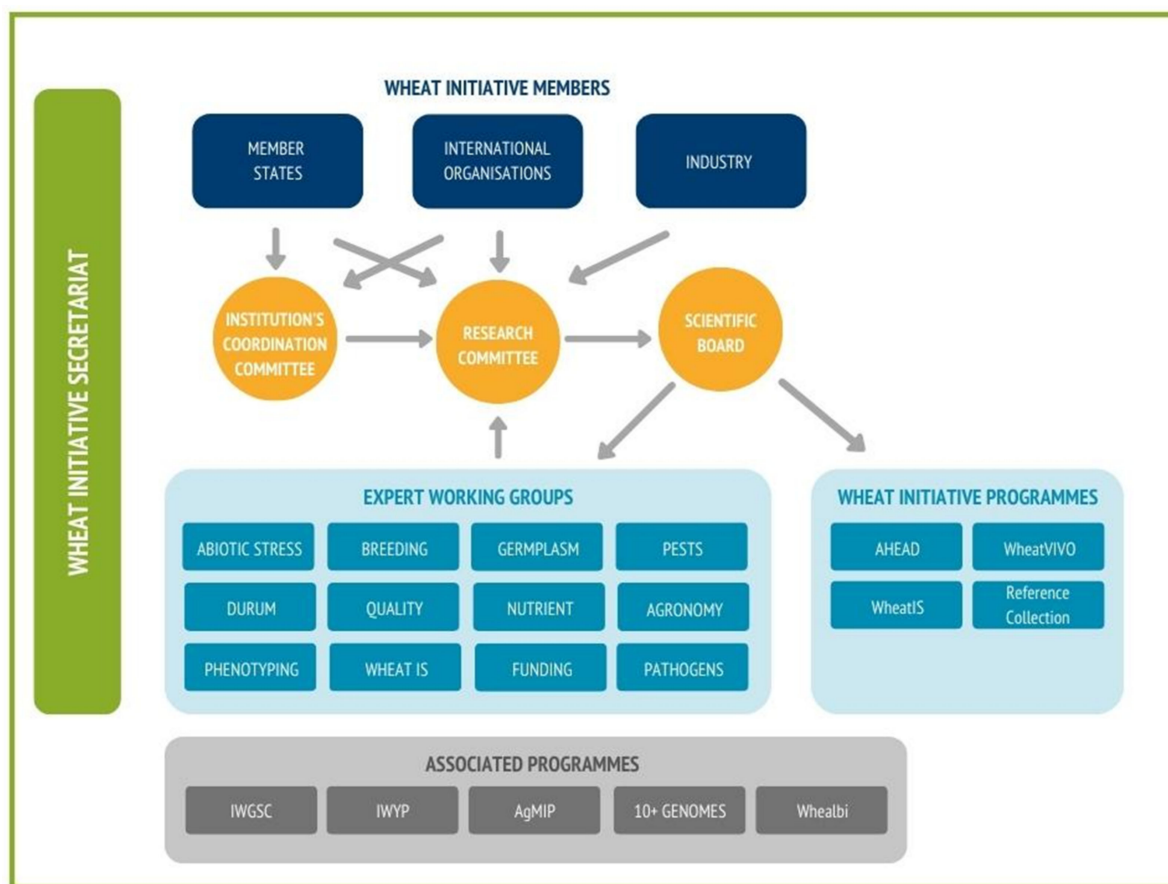 WHEAT INITIATIVE SECRETARIAT
WHEAT INITIATIVE MEMBERS
MEMBER
STATES
INTERNATIONAL
ORGANISATIONS
INDUSTRY
INSTITUTION'S
COORDINATION
COMMITTEE
RESEARCH
COMMITTEE
SCIENTIFIC
BOARD
EXPERT WORKING GROUPS
ABIOTIC STRESS
BREEDING
GERMPLASM
PESTS
DURUM
QUALITY
NUTRIENT
AGRONOMY
PHENOTYPING
WHEAT IS
FUNDING
PATHOGENS
WHEAT INITIATIVE PROGRAMMES
AHEAD
WheatVIVO
WheatIS
Reference
Collection
ASSOCIATED PROGRAMMES
IWGSC
IWYP
AgMIP
10+ GENOMES
Whealbi